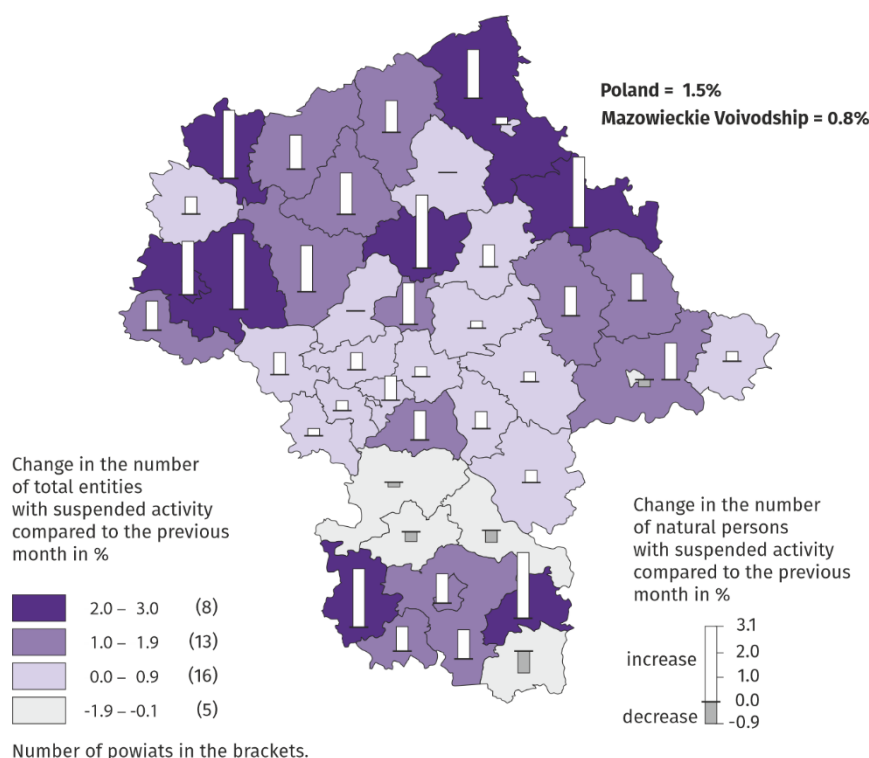 Poland = 1.5%
Mazowieckie Voivodship = 0.8%
Change in the number
of total entities
with suspended activity
compared to the previous
month in %
2.0 – 3.0 (8)
1.0 – 1.9 (13)
0.0 – 0.9 (16)
-1.9 – -0.1 (5)
Number of powiats in the brackets.
Change in the number
of natural persons
with suspended activity
compared to the previous
month in %
3.1
increase
2.0
1.0
0.0
decrease
-0.9